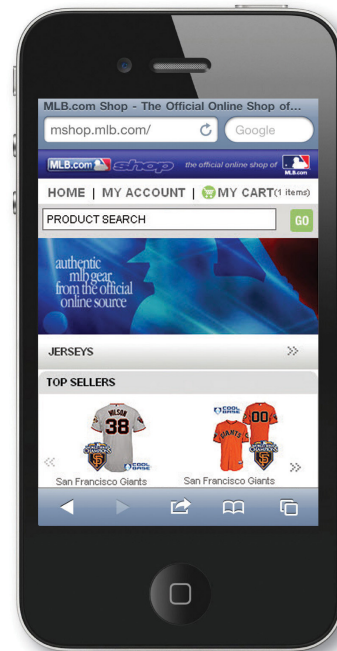 MLB.com Shop - The Official Online Shop of...
mshop.mlb.com/
Google
MLB.com shop the official online shop of MLB.com
HOME | MY ACCOUNT | MY CART(1 items)
PRODUCT SEARCH GO
authentic
mlb gear
from the official
online source
JERSEYS
TOP SELLERS
WILSON
38
COOL BASE
GIANTS
00
COOL BASE
San Francisco Giants
San Francisco Giants